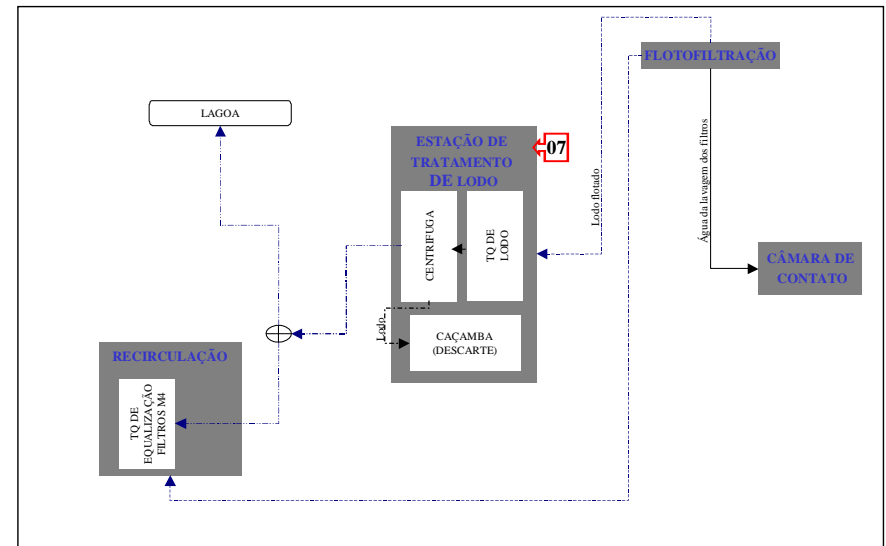 FLOTOFILTRAÇÃO
LAGOA
ESTAÇÃO DE
TRATAMENTO
DE LODO
07
CENTRIFUGA
TQ DE
LODO
Lodo flotado
Água da lavagem dos filtros
CÂMARA DE
CONTATO
Lodo
CAÇAMBA
(DESCARTE)
RECIRCULAÇÃO
TQ DE
EQUALIZAÇÃO
FILTROS M4